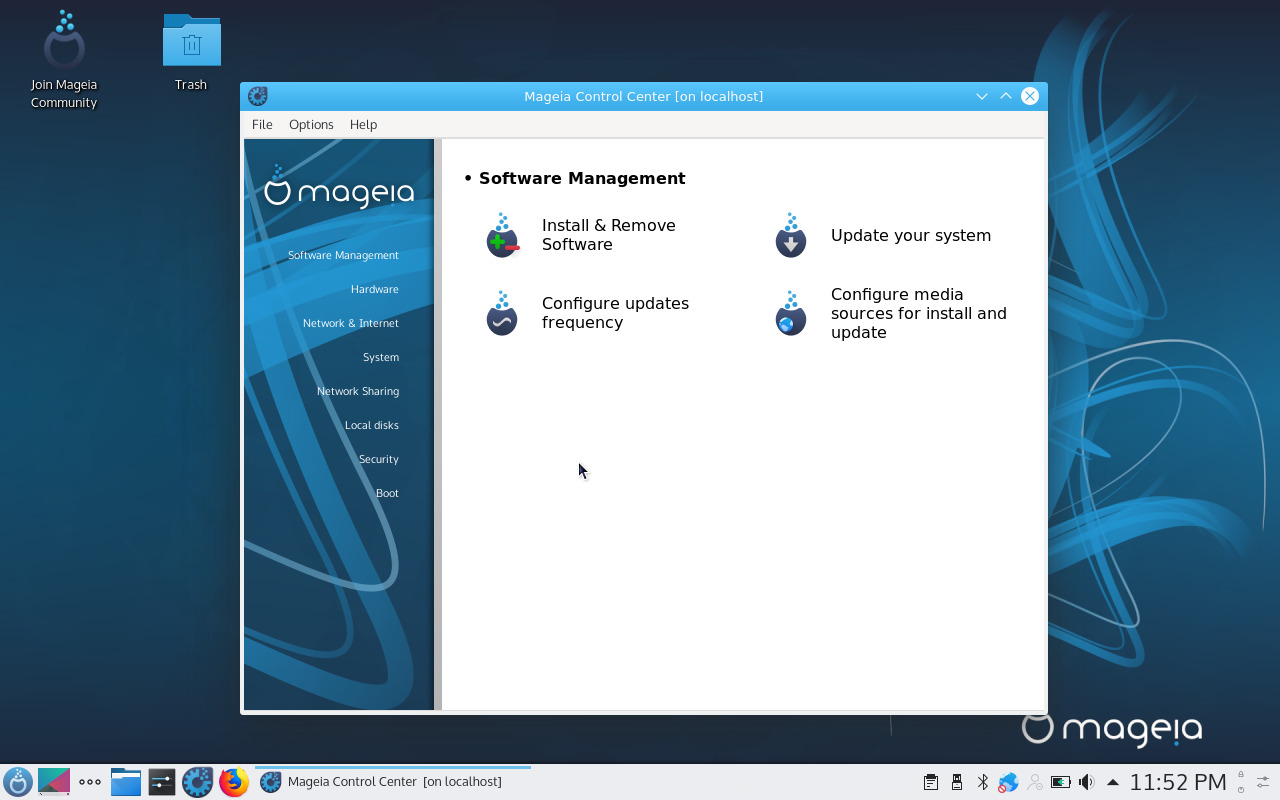 Join Mageia
Community
Trash
Mageia Control Center [on localhost]
File Options Help
mageia
Software Management
Hardware
Network & Internet
System
Network Sharing
Local disks
Security
Boot
• Software Management
Install & Remove
Software
Update your system
Configure updates
frequency
Configure media
sources for install and
update
mageia
Mageia Control Center [on localhost]
11:52 PM